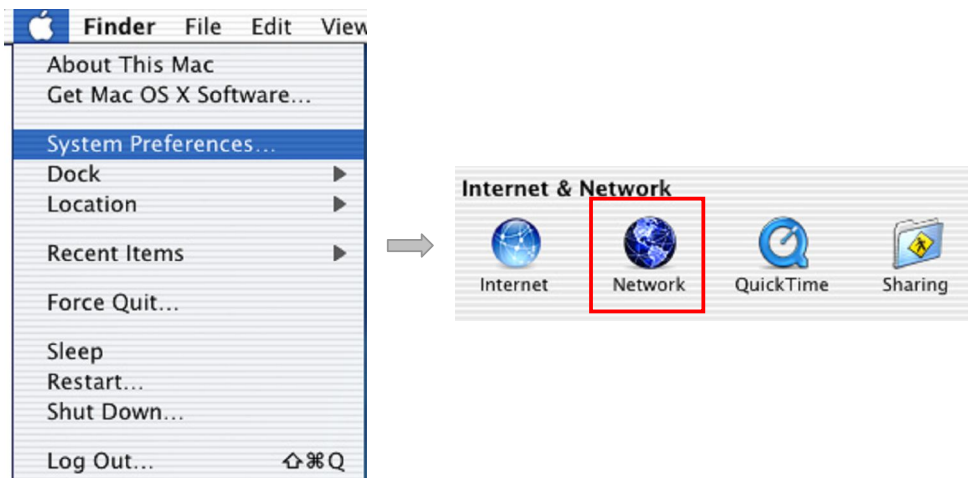 Finder File Edit View
About This Mac
Get Mac OS X Software...
System Preferences...
Dock
Location
Recent Items
Force Quit...
Sleep
Restart...
Shut Down...
Log Out... ⇧⌘Q
Internet & Network
Internet Network QuickTime Sharing